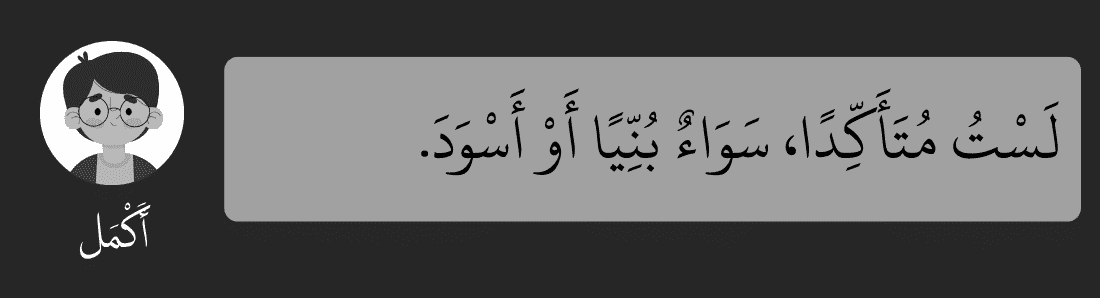 لَسْتُ مُتَأَكِّدًا، سَوَاءٌ بُنِّيًا أَوْ أَسْوَدَ.
أَكْمَل